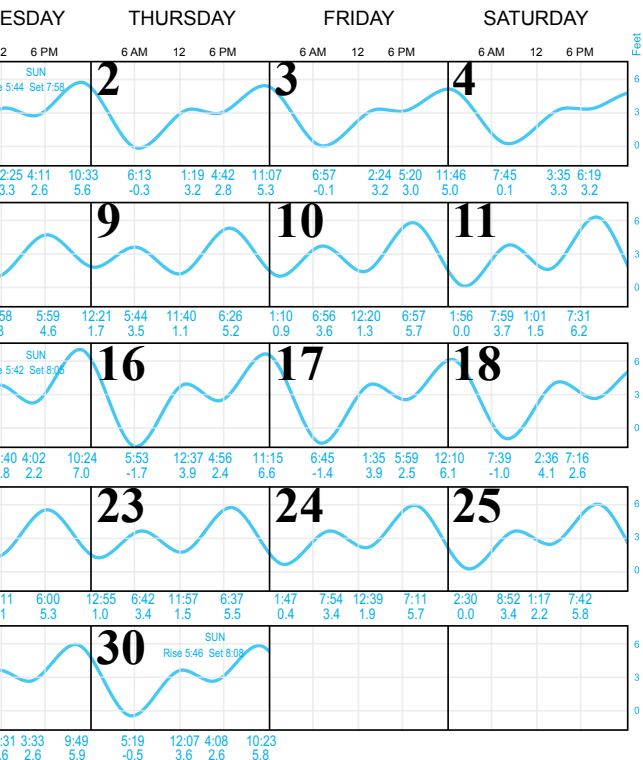 ESDAY THURSDAY FRIDAY SATURDAY
2 6 PM 6 AM 12 6 PM 6 AM 12 6 PM 6 AM 12 6 PM Feet
SUN 2 3 4 6
e 5:44 Set 7:58
3
0
2:25 4:11 10:33 6:13 1:19 4:42 11:07 6:57 2:24 5:20 11:46 7:45 3:35 6:19
3.3 2.6 5.6 -0.3 3.2 2.8 5.3 -0.1 3.2 3.0 5.0 0.1 3.3 3.2
9 10 11 6
3
0
58 5:59 12:21 5:44 11:40 6:26 1:10 6:56 12:20 6:57 1:56 7:59 1:01 7:31
3 4.6 1.7 3.5 1.1 5.2 0.9 3.6 1.3 5.7 0.0 3.7 1.5 6.2
SUN 16 17 18 6
e 5:42 Set 8:05
3
0
:40 4:02 10:24 5:53 12:37 4:56 11:15 6:45 1:35 5:59 12:10 7:39 2:36 7:16
.8 2.2 7.0 -1.7 3.9 2.4 6.6 -1.4 3.9 2.5 6.1 -1.0 4.1 2.6
23 24 25 6
3
0
11 6:00 12:55 6:42 11:57 6:37 1:47 7:54 12:39 7:11 2:30 8:52 1:17 7:42
1 5.3 1.0 3.4 1.5 5.5 0.4 3.4 1.9 5.7 0.0 3.4 2.2 5.8
30 SUN 6
Rise 5:46 Set 8:08
3
0
:31 3:33 9:49 5:19 12:07 4:08 10:23
.6 2.6 5.9 -0.5 3.6 2.6 5.8